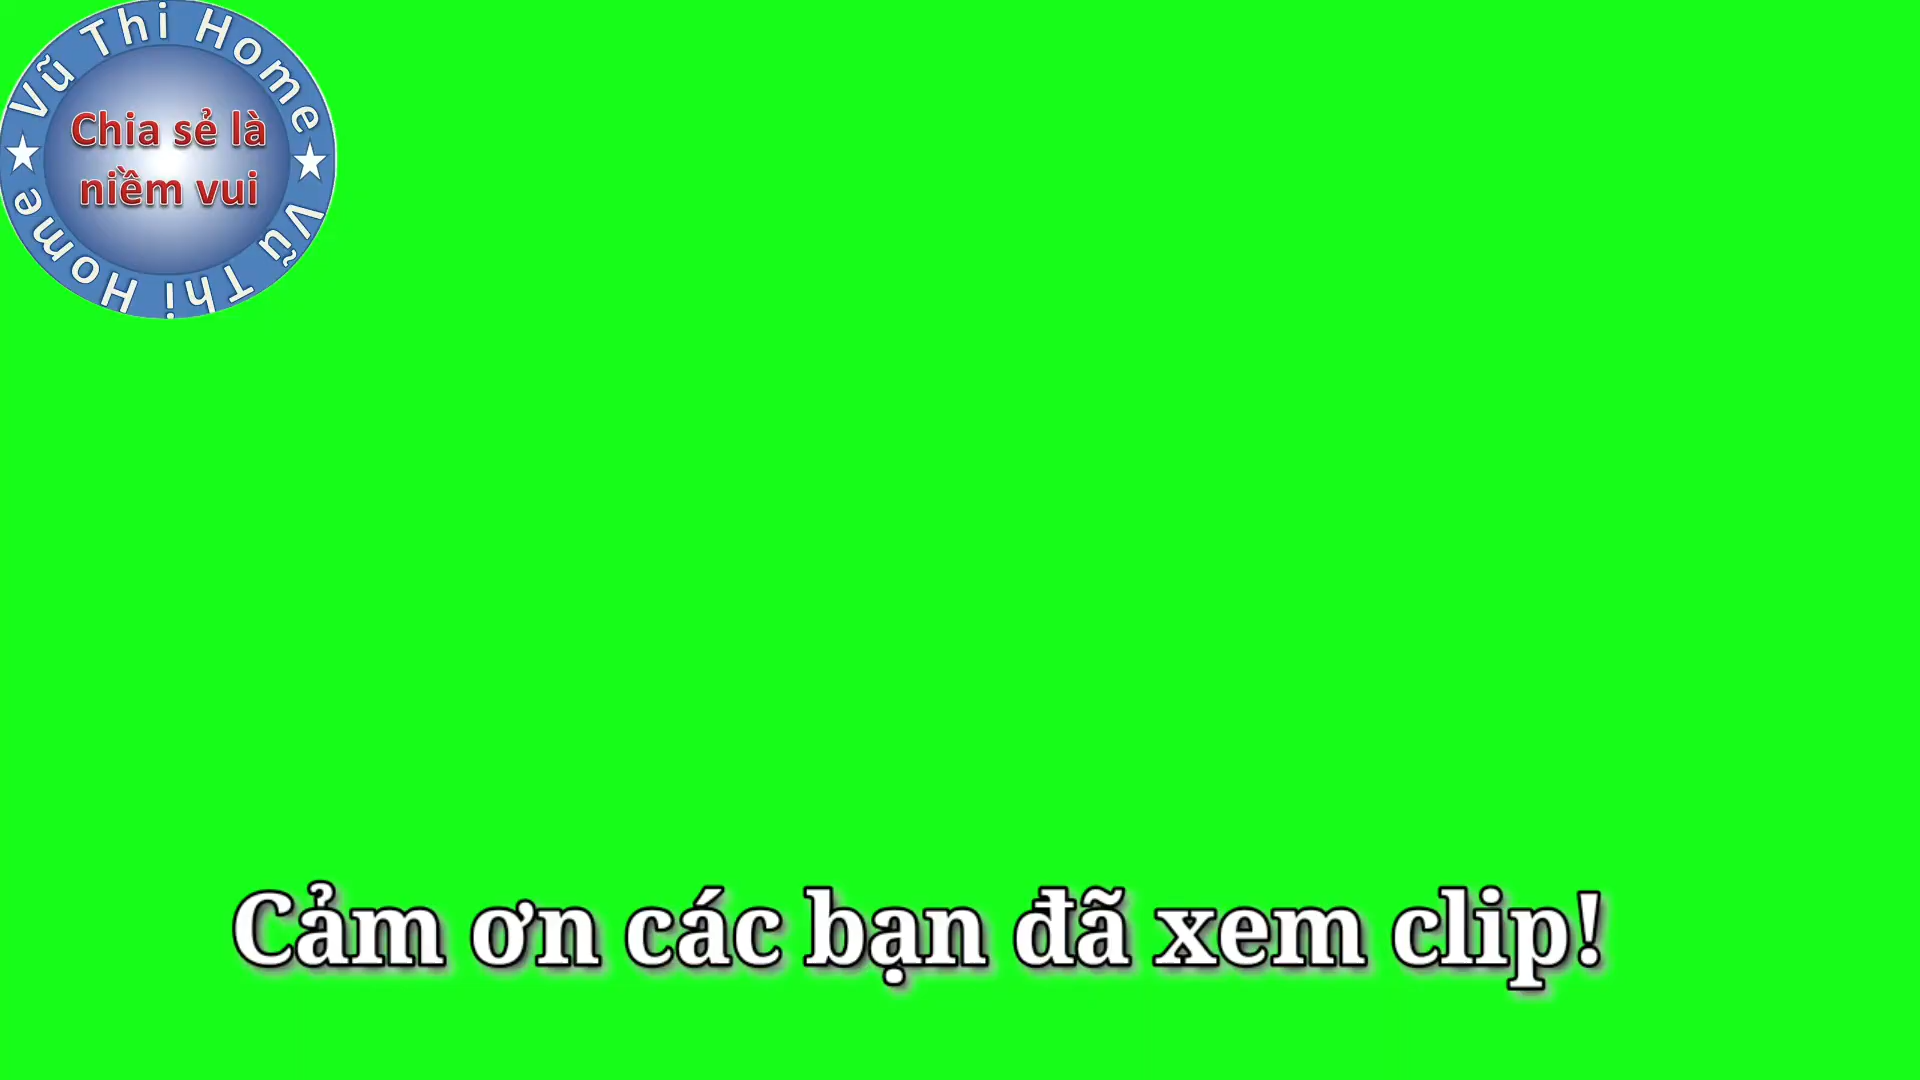 Vũ Thi Home
Chia sẻ là
niềm vui
Vũ Thi Home
Cảm ơn các bạn đã xem clip!